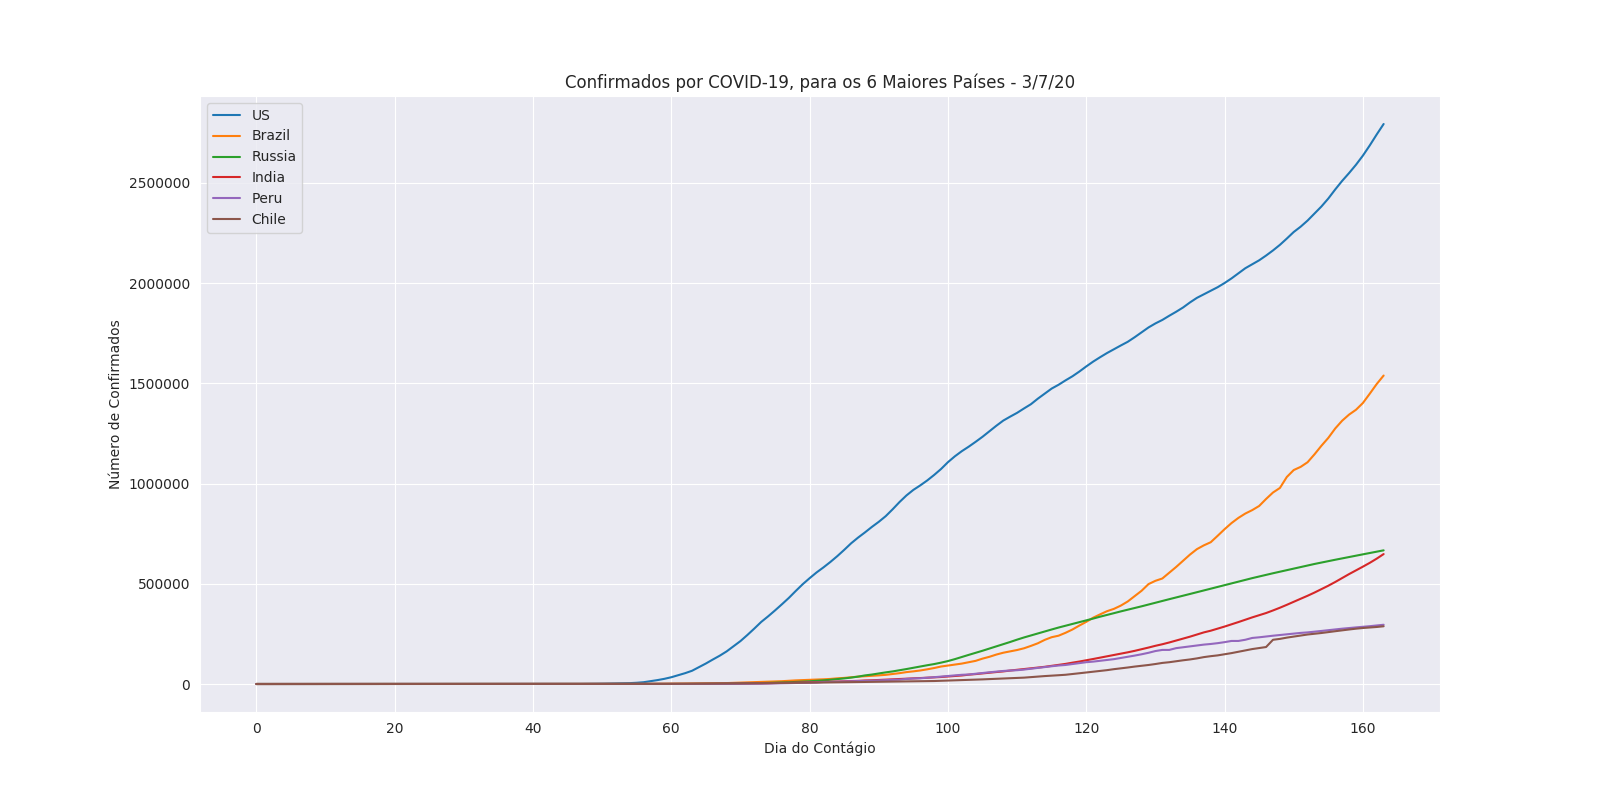 Confirmados por COVID-19, para os 6 Maiores Países - 3/7/20
US
Brazil
Russia
India
Peru
Chile
Número de Confirmados
2500000
2000000
1500000
1000000
500000
0
0 20 40 60 80 100 120 140 160
Dia do Contágio